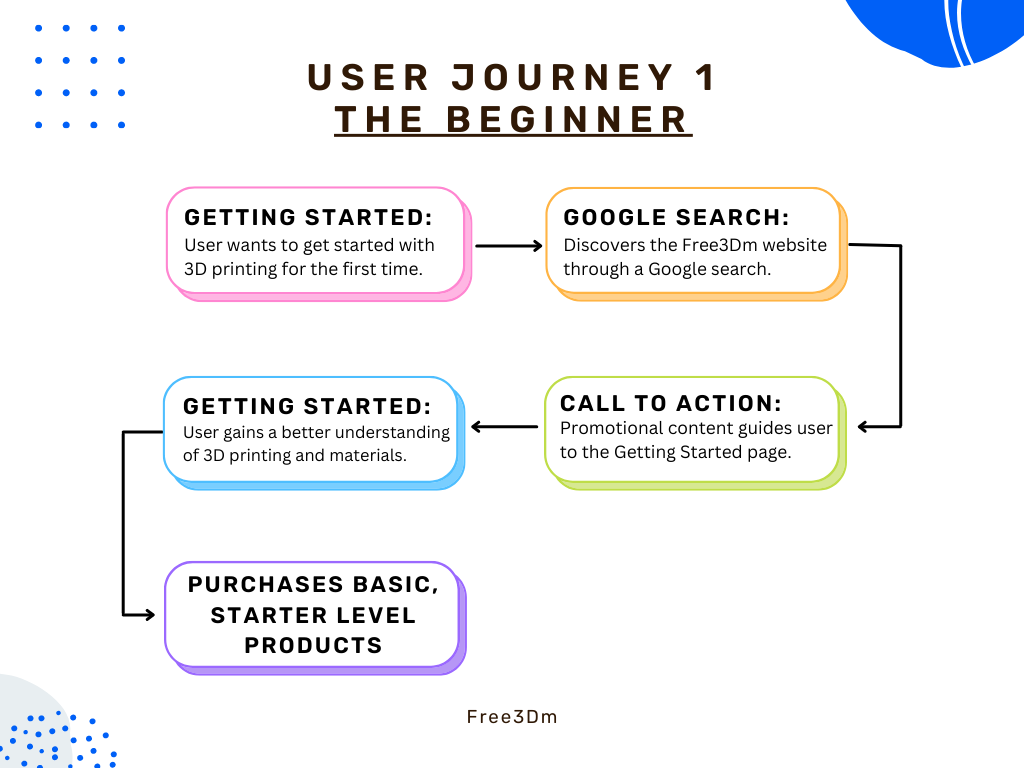 USER JOURNEY 1
THE BEGINNER
GETTING STARTED:
User wants to get started with
3D printing for the first time.
GOOGLE SEARCH:
Discovers the Free3Dm website
through a Google search.
CALL TO ACTION:
Promotional content guides user
to the Getting Started page.
GETTING STARTED:
User gains a better understanding
of 3D printing and materials.
PURCHASES BASIC,
STARTER LEVEL
PRODUCTS
Free3Dm